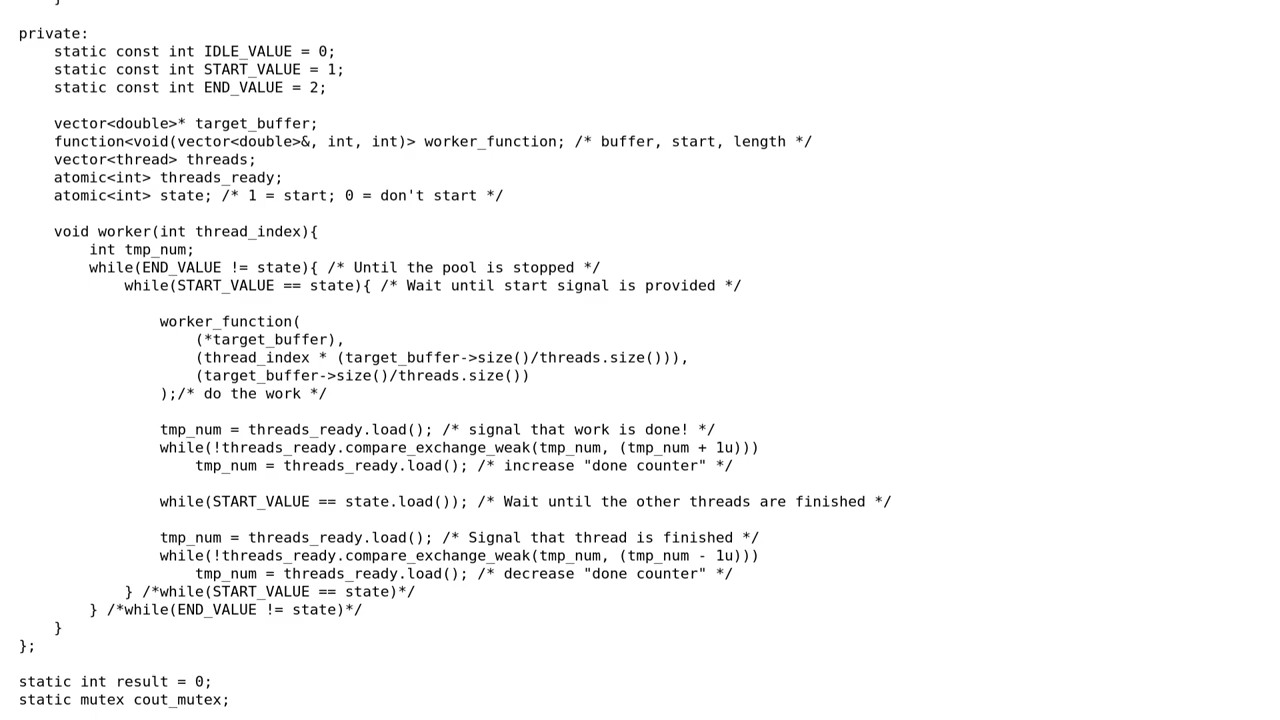 }
private:
static const int IDLE_VALUE = 0;
static const int START_VALUE = 1;
static const int END_VALUE = 2;
vector<double>* target_buffer;
function<void(vector<double>&, int, int)> worker_function; /* buffer, start, length */
vector<thread> threads;
atomic<int> threads_ready;
atomic<int> state; /* 1 = start; 0 = don't start */
void worker(int thread_index){
int tmp_num;
while(END_VALUE != state){ /* Until the pool is stopped */
while(START_VALUE == state){ /* Wait until start signal is provided */
worker_function(
(*target_buffer),
(thread_index * (target_buffer->size()/threads.size())),
(target_buffer->size()/threads.size())
);/* do the work */
tmp_num = threads_ready.load(); /* signal that work is done! */
while(!threads_ready.compare_exchange_weak(tmp_num, (tmp_num + 1u)))
tmp_num = threads_ready.load(); /* increase "done counter" */
while(START_VALUE == state.load()); /* Wait until the other threads are finished */
tmp_num = threads_ready.load(); /* Signal that thread is finished */
while(!threads_ready.compare_exchange_weak(tmp_num, (tmp_num - 1u)))
tmp_num = threads_ready.load(); /* decrease "done counter" */
} /*while(START_VALUE == state)*/
} /*while(END_VALUE != state)*/
}
};
static int result = 0;
static mutex cout_mutex;